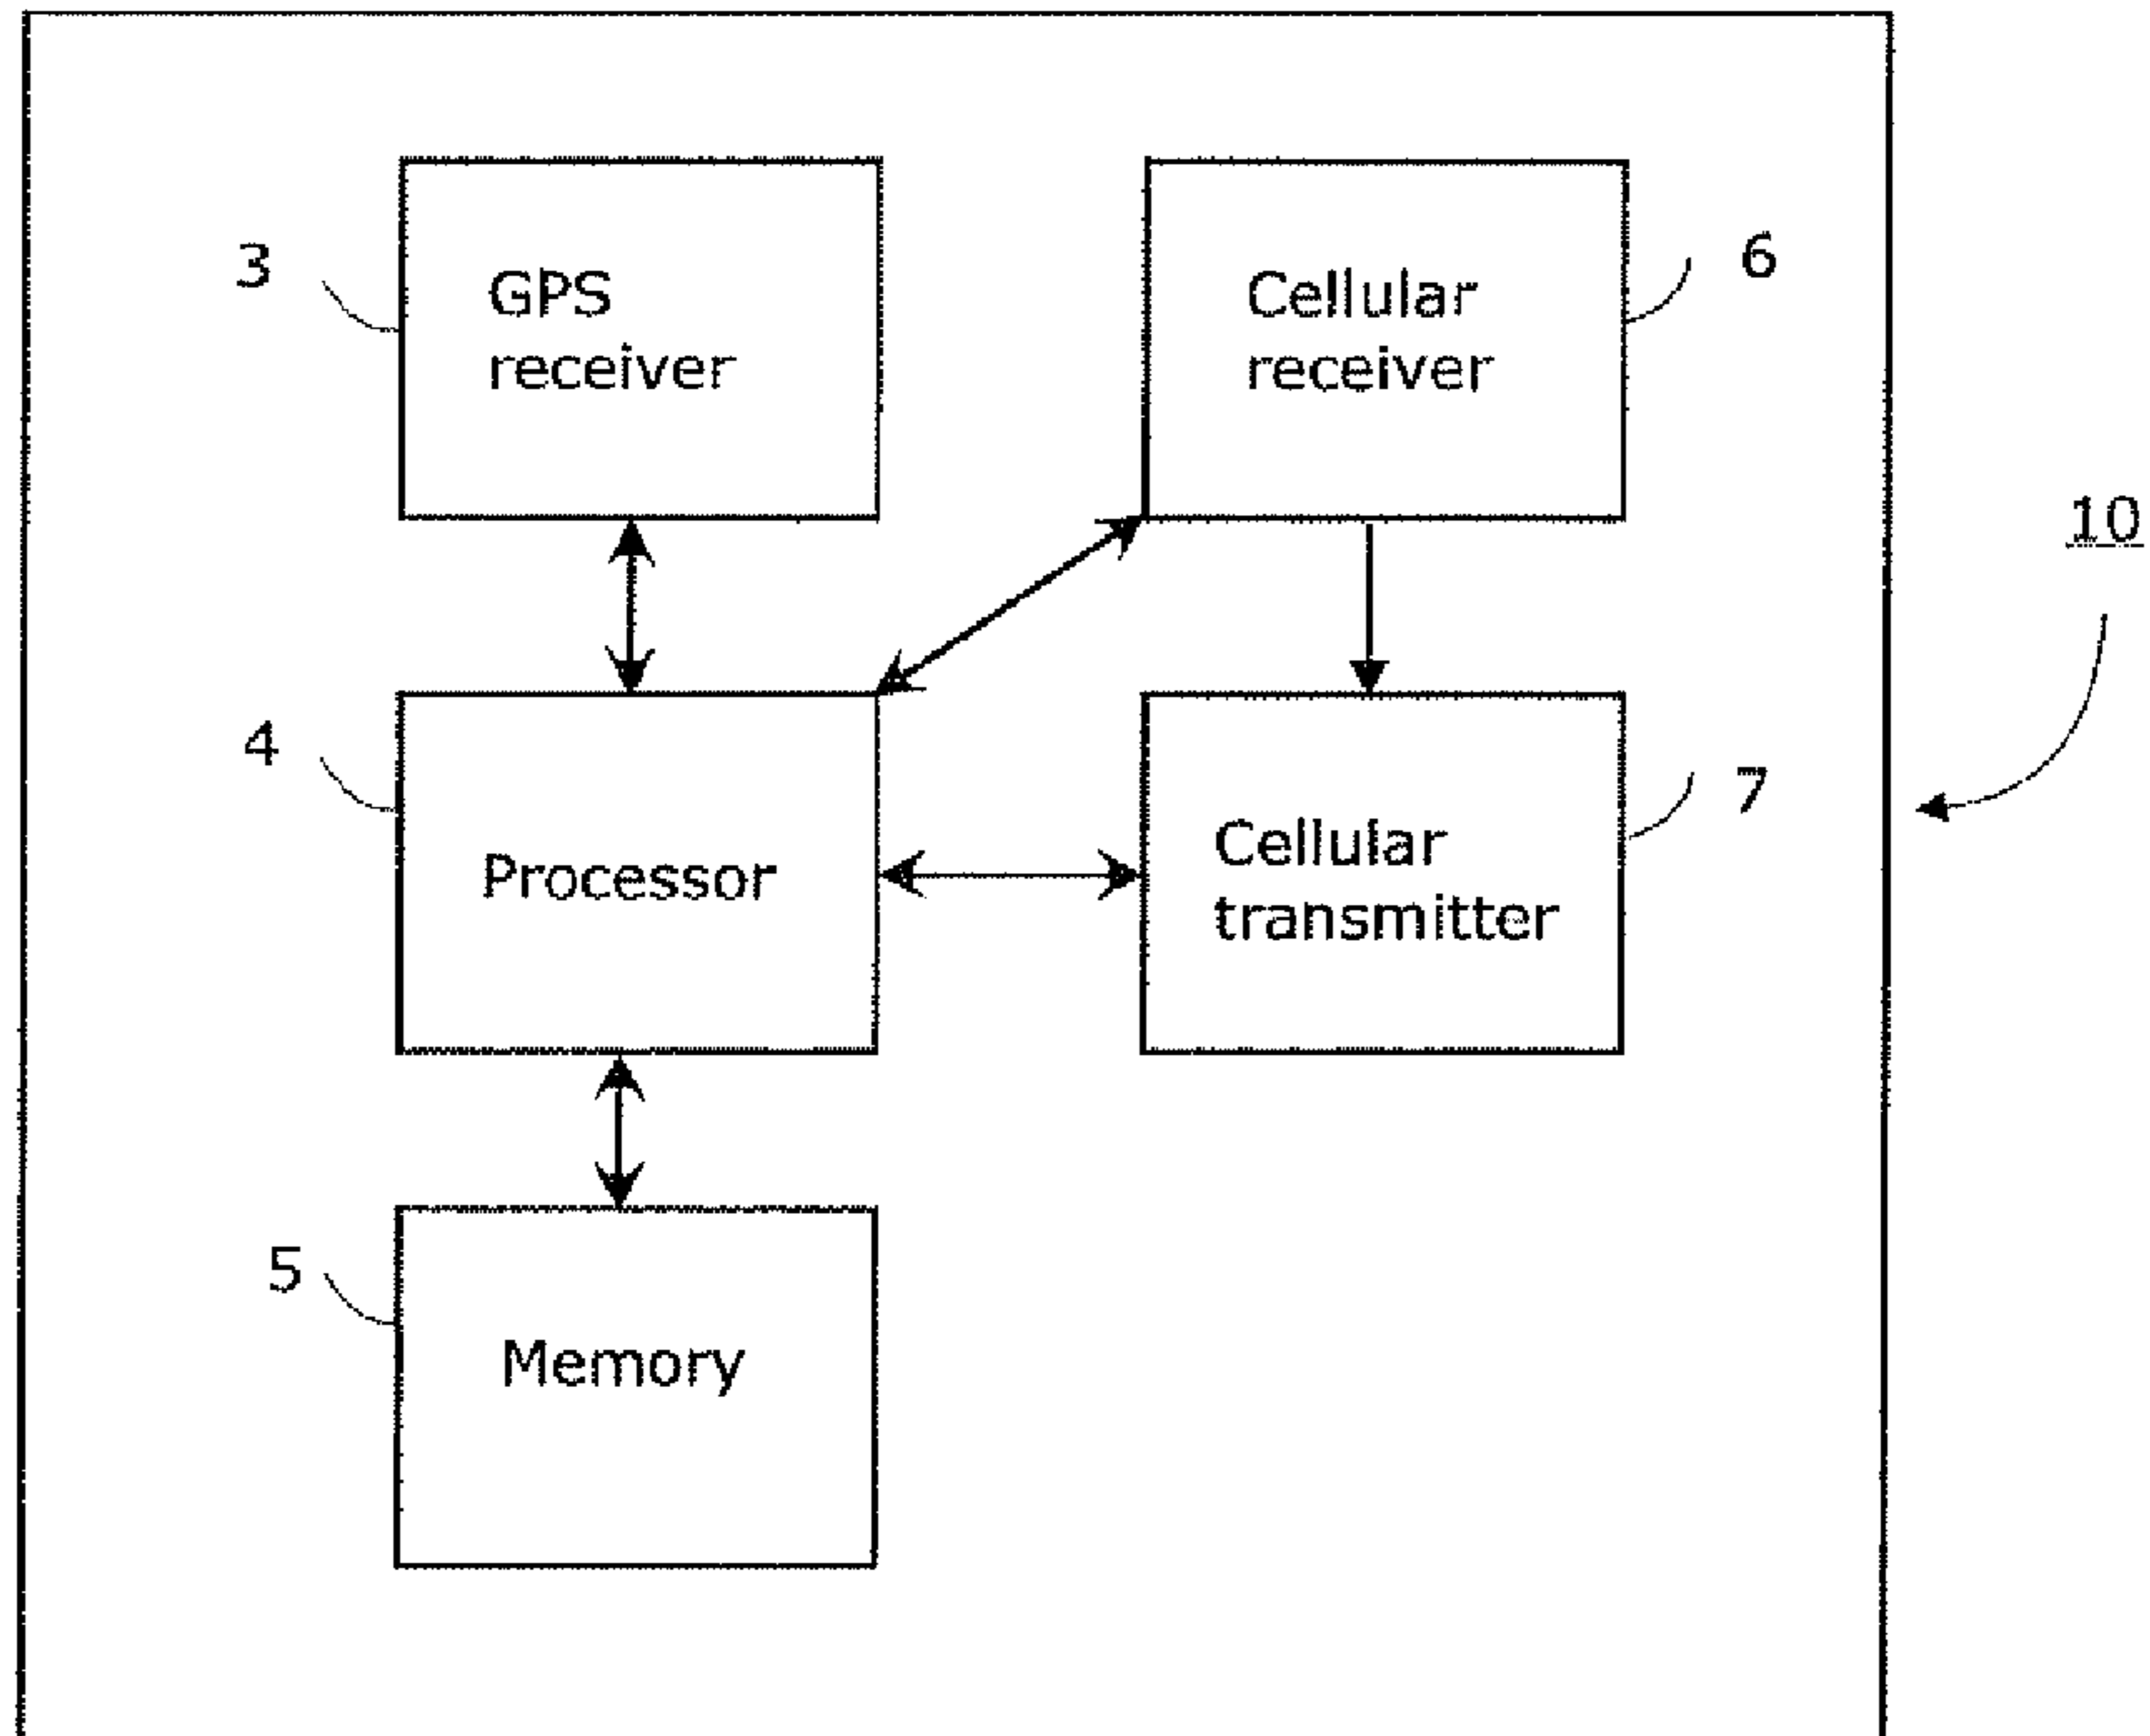 3
GPS
receiver
Cellular
receiver
6
10
4
Processor
Cellular
transmitter
7
5
Memory